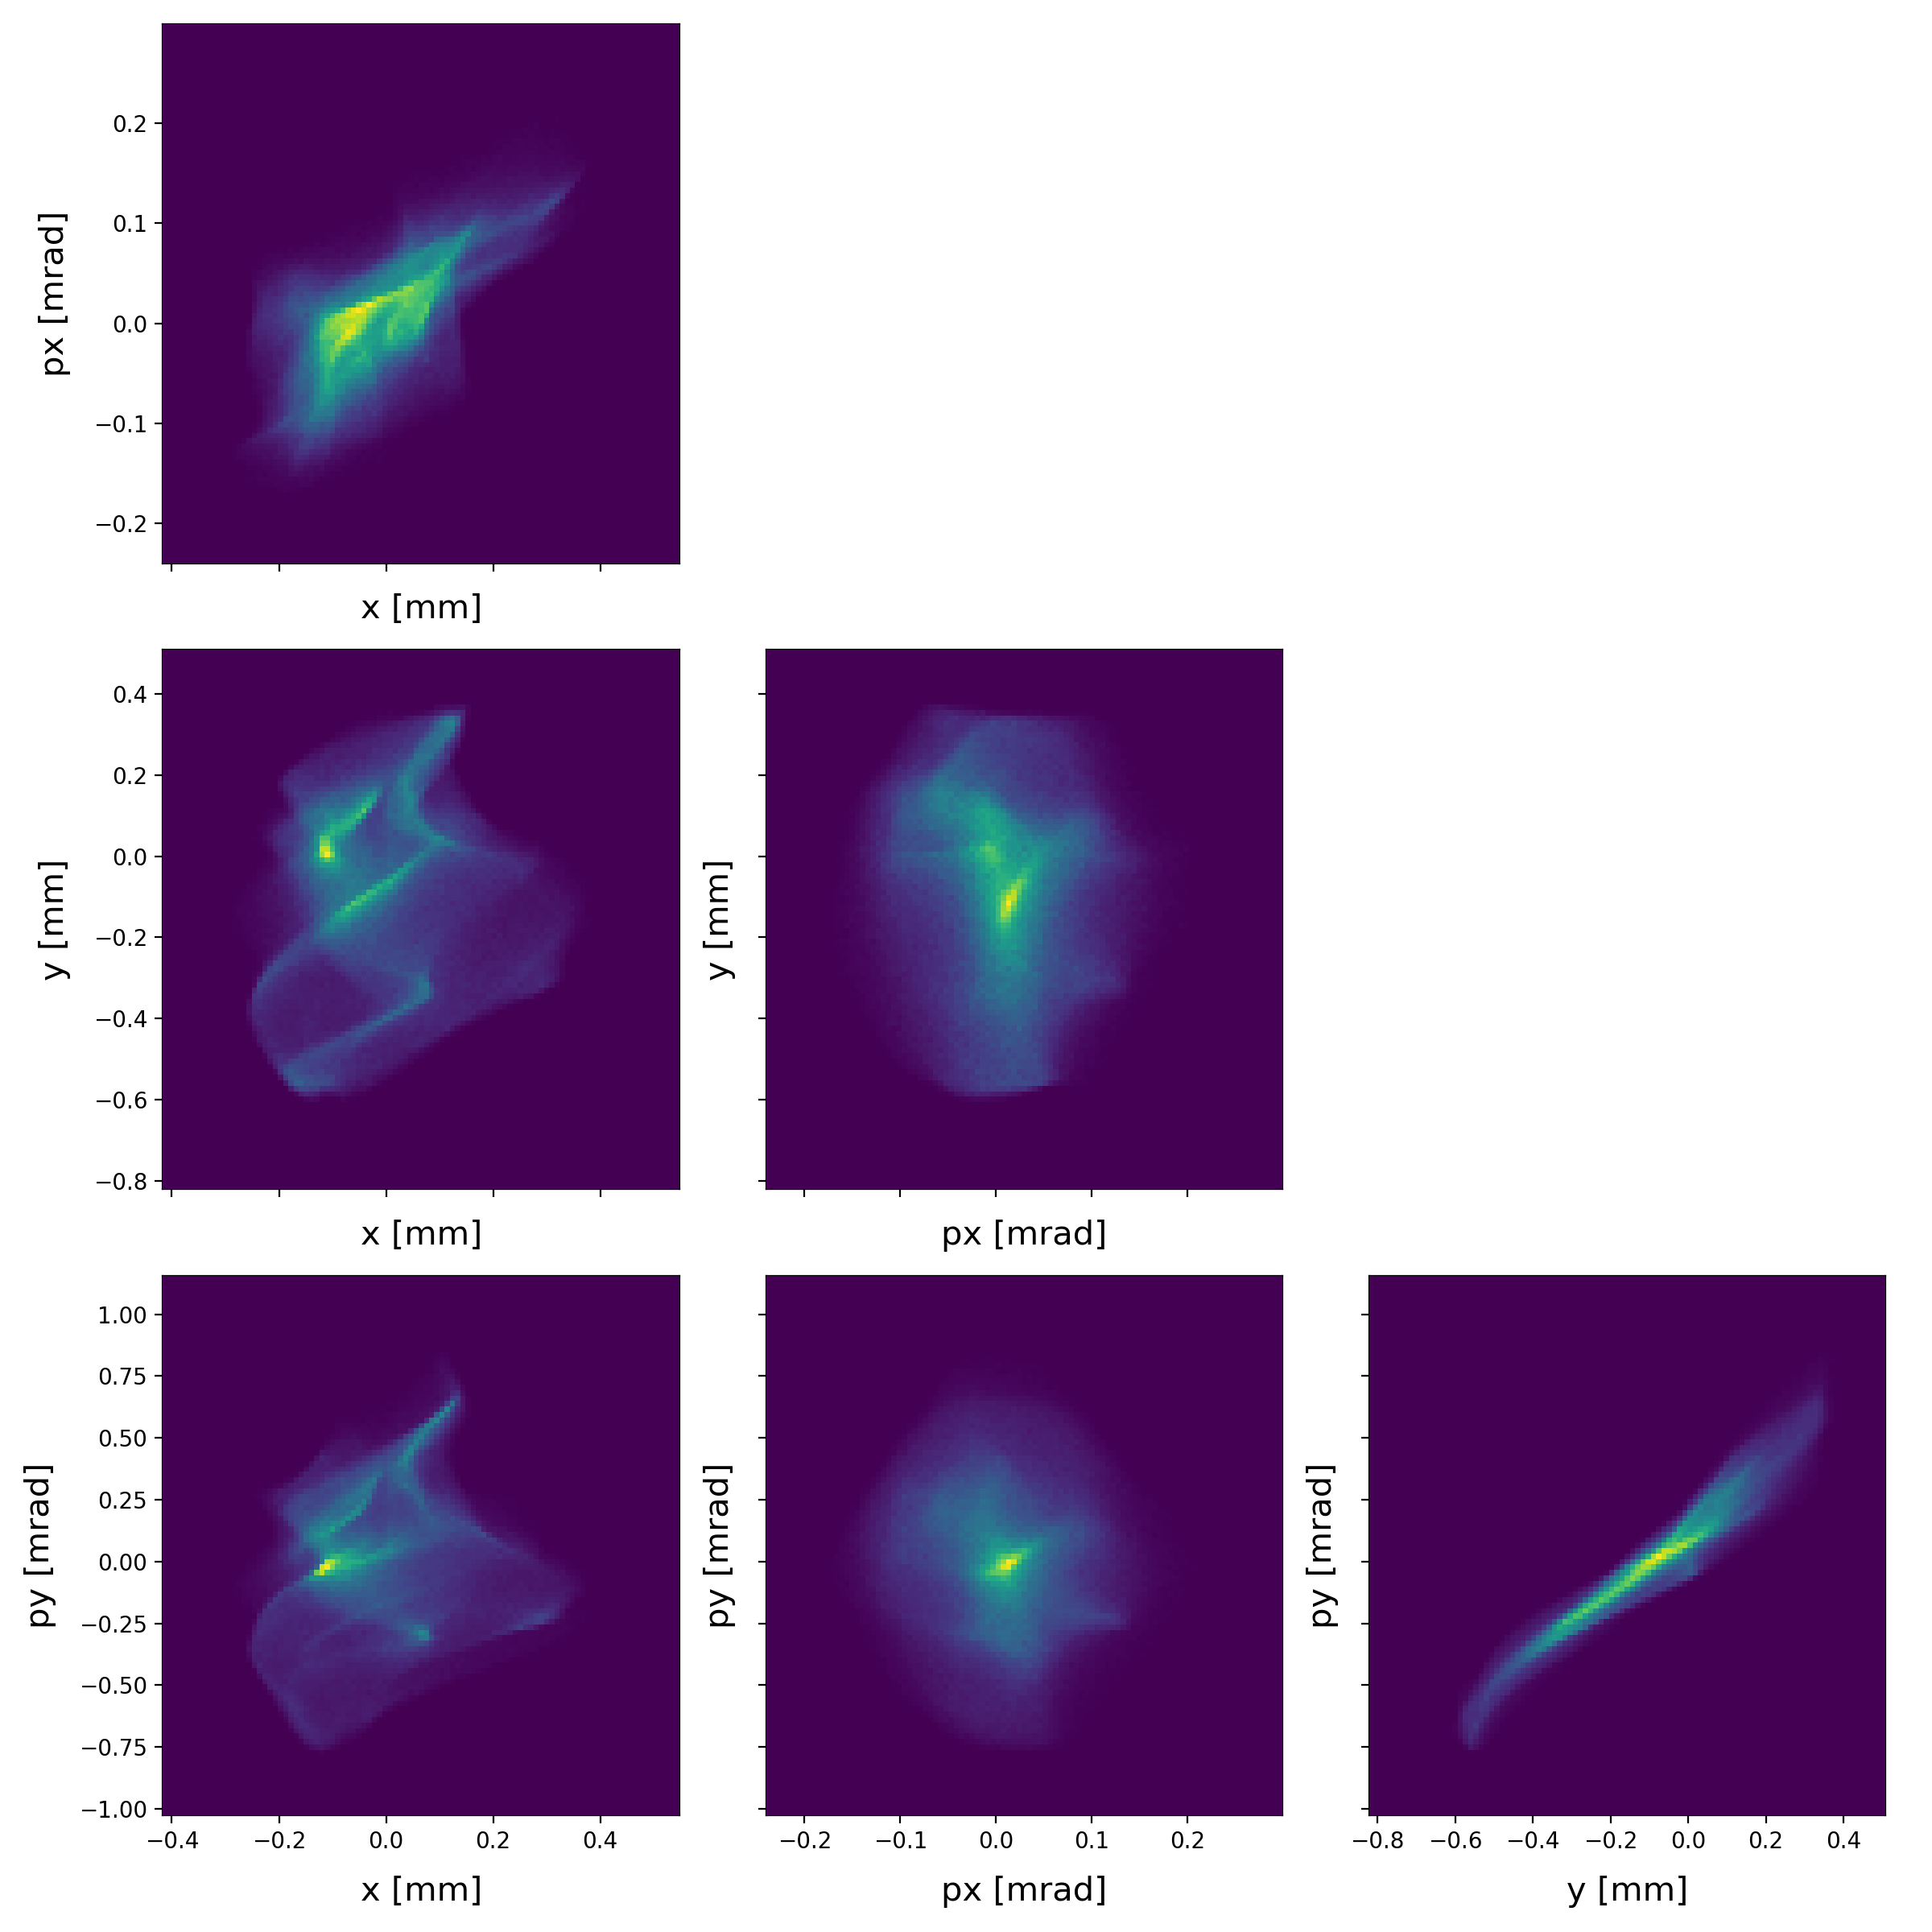 0.2
0.1
0.0
−0.1
−0.2
px [mrad]
x [mm]
0.4
0.2
0.0
−0.2
−0.4
−0.6
−0.8
y [mm]
x [mm]
y [mm]
px [mrad]
1.00
0.75
0.50
0.25
0.00
−0.25
−0.50
−0.75
−1.00
py [mrad]
−0.4 −0.2 0.0 0.2 0.4
x [mm]
py [mrad]
−0.2 −0.1 0.0 0.1 0.2
px [mrad]
py [mrad]
−0.8 −0.6 −0.4 −0.2 0.0 0.2 0.4
y [mm]